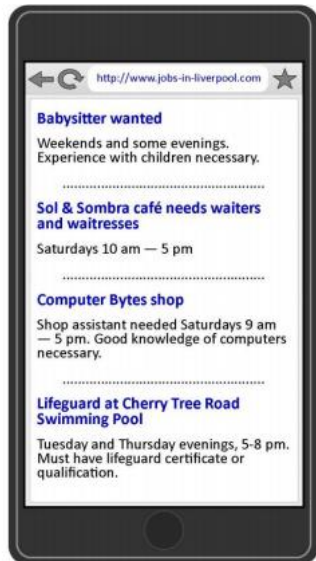 http://www.jobs-in-liverpool.com
Babysitter wanted
Weekends and some evenings.
Experience with children necessary.
Sol & Sombra café needs waiters
and waitresses
Saturdays 10 am — 5 pm
Computer Bytes shop
Shop assistant needed Saturdays 9 am
— 5 pm. Good knowledge of computers
necessary.
Lifeguard at Cherry Tree Road
Swimming Pool
Tuesday and Thursday evenings, 5-8 pm.
Must have lifeguard certificate or
qualification.